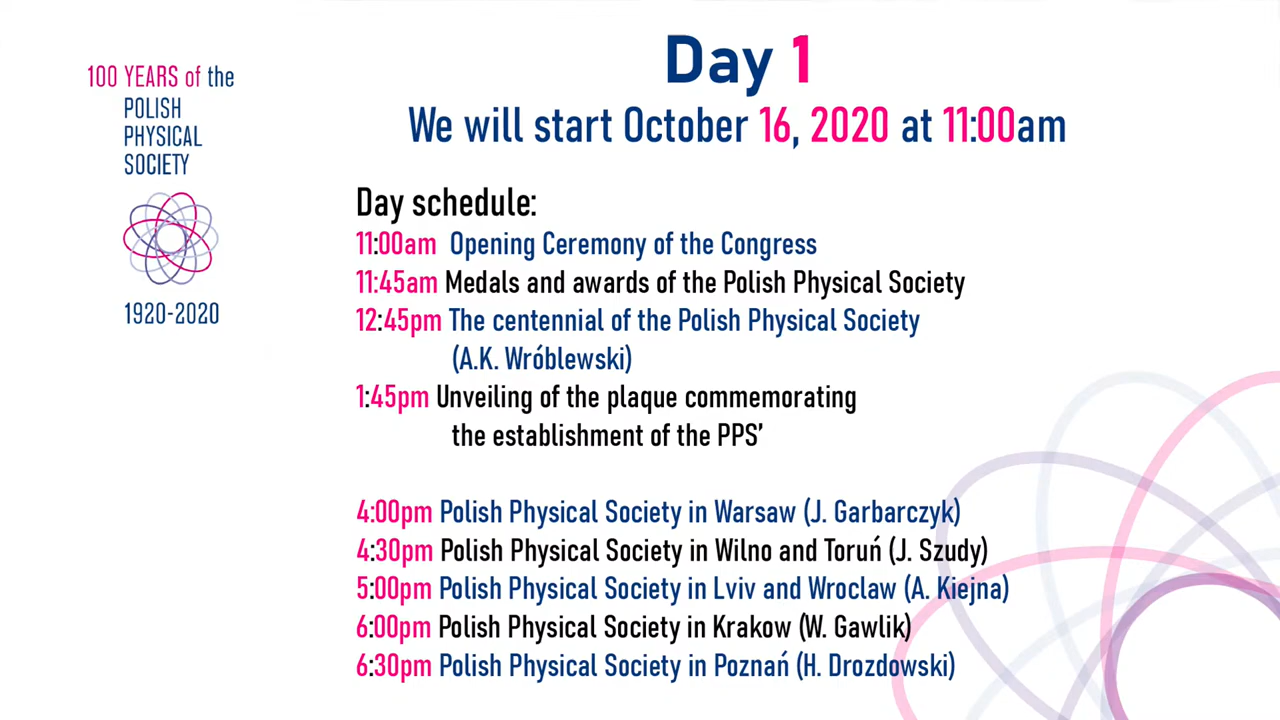 100 YEARS of the
POLISH
PHYSICAL
SOCIETY
1920-2020
Day 1
We will start October 16, 2020 at 11:00am
Day schedule:
11:00am Opening Ceremony of the Congress
11:45am Medals and awards of the Polish Physical Society
12:45pm The centennial of the Polish Physical Society
(A.K. Wróblewski)
1:45pm Unveiling of the plaque commemorating
the establishment of the PPS’
4:00pm Polish Physical Society in Warsaw (J. Garbarczyk)
4:30pm Polish Physical Society in Wilno and Toruń (J. Szudy)
5:00pm Polish Physical Society in Lviv and Wroclaw (A. Kiejna)
6:00pm Polish Physical Society in Krakow (W. Gawlik)
6:30pm Polish Physical Society in Poznań (H. Drozdowski)